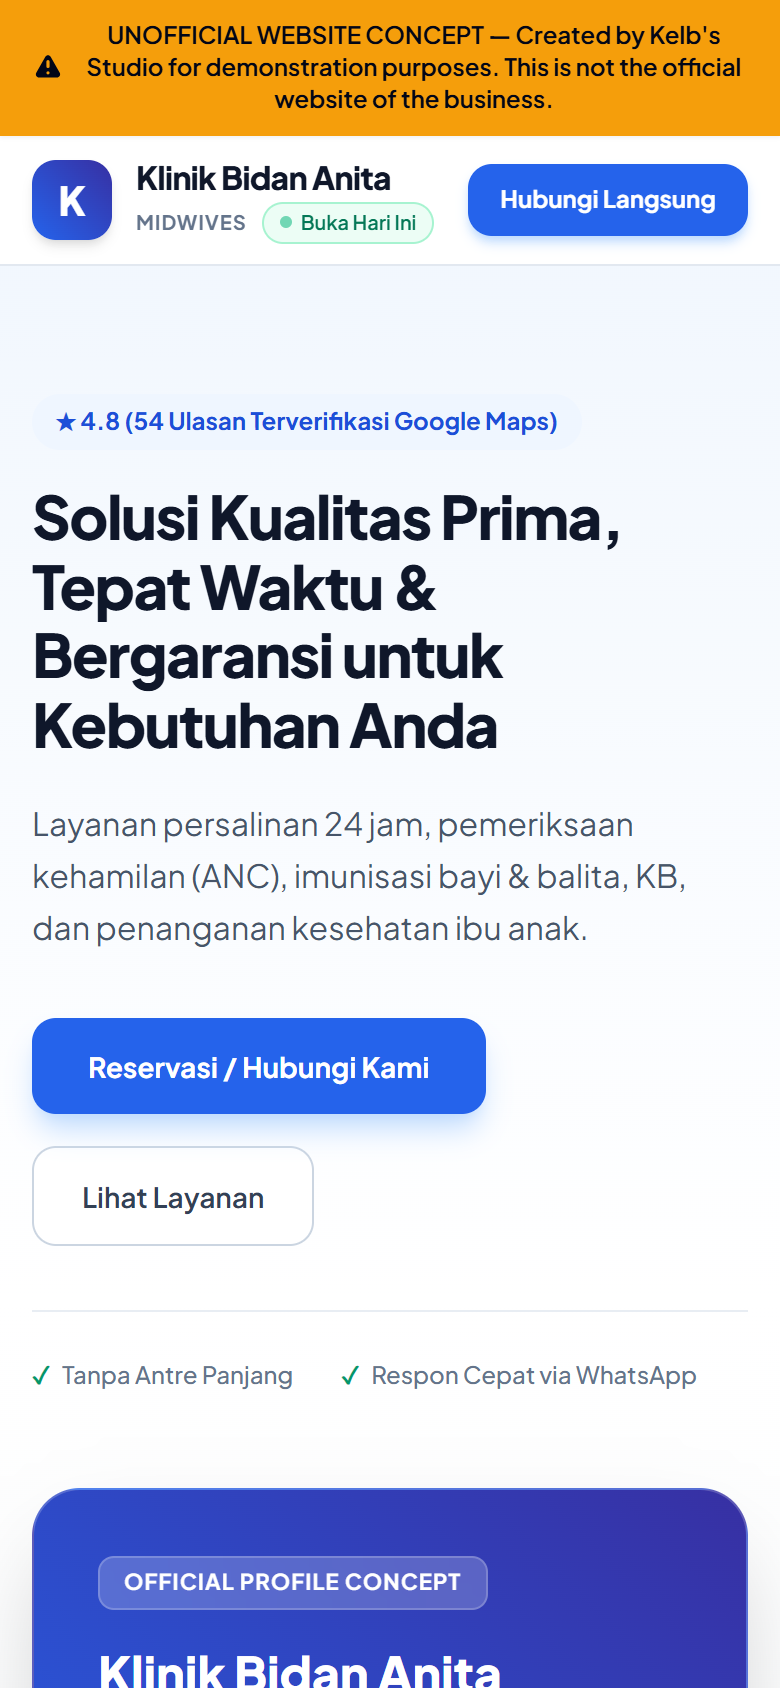 UNOFFICIAL WEBSITE CONCEPT — Created by Kelb's
Studio for demonstration purposes. This is not the official
website of the business.
K
Klinik Bidan Anita
MIDWIVES
Buka Hari Ini
Hubungi Langsung
★ 4.8 (54 Ulasan Terverifikasi Google Maps)
Solusi Kualitas Prima,
Tepat Waktu &
Bergaransi untuk
Kebutuhan Anda
Layanan persalinan 24 jam, pemeriksaan
kehamilan (ANC), imunisasi bayi & balita, KB,
dan penanganan kesehatan ibu anak.
Reservasi / Hubungi Kami
Lihat Layanan
✓ Tanpa Antre Panjang
✓ Respon Cepat via WhatsApp
OFFICIAL PROFILE CONCEPT
Klinik Bidan Anita